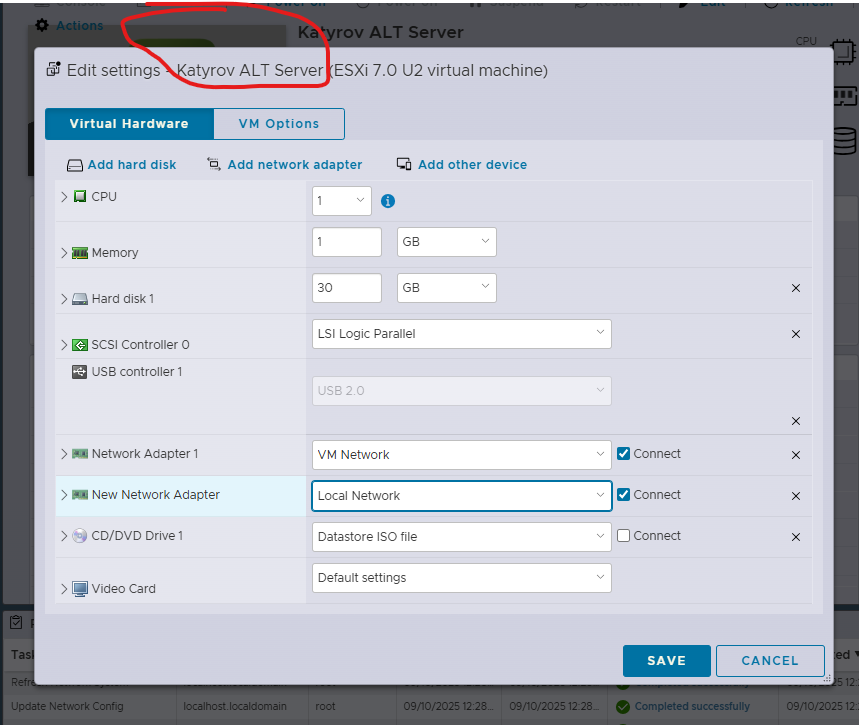 Actions
Katyrov ALT Server
CPU
Edit settings - Katyrov ALT Server (ESXi 7.0 U2 virtual machine)
Virtual Hardware
VM Options
Add hard disk
Add network adapter
Add other device
CPU
1
Memory
1
GB
Hard disk 1
30
GB
SCSI Controller 0
LSI Logic Parallel
USB controller 1
USB 2.0
Network Adapter 1
VM Network
Connect
New Network Adapter
Local Network
Connect
CD/DVD Drive 1
Datastore ISO file
Connect
Video Card
Default settings
SAVE
CANCEL
Update Network Config
localhost.localdomain
root
09/10/2025 12:28...
09/10/2025 12:28...
Completed successfully
09/10/2025 12: